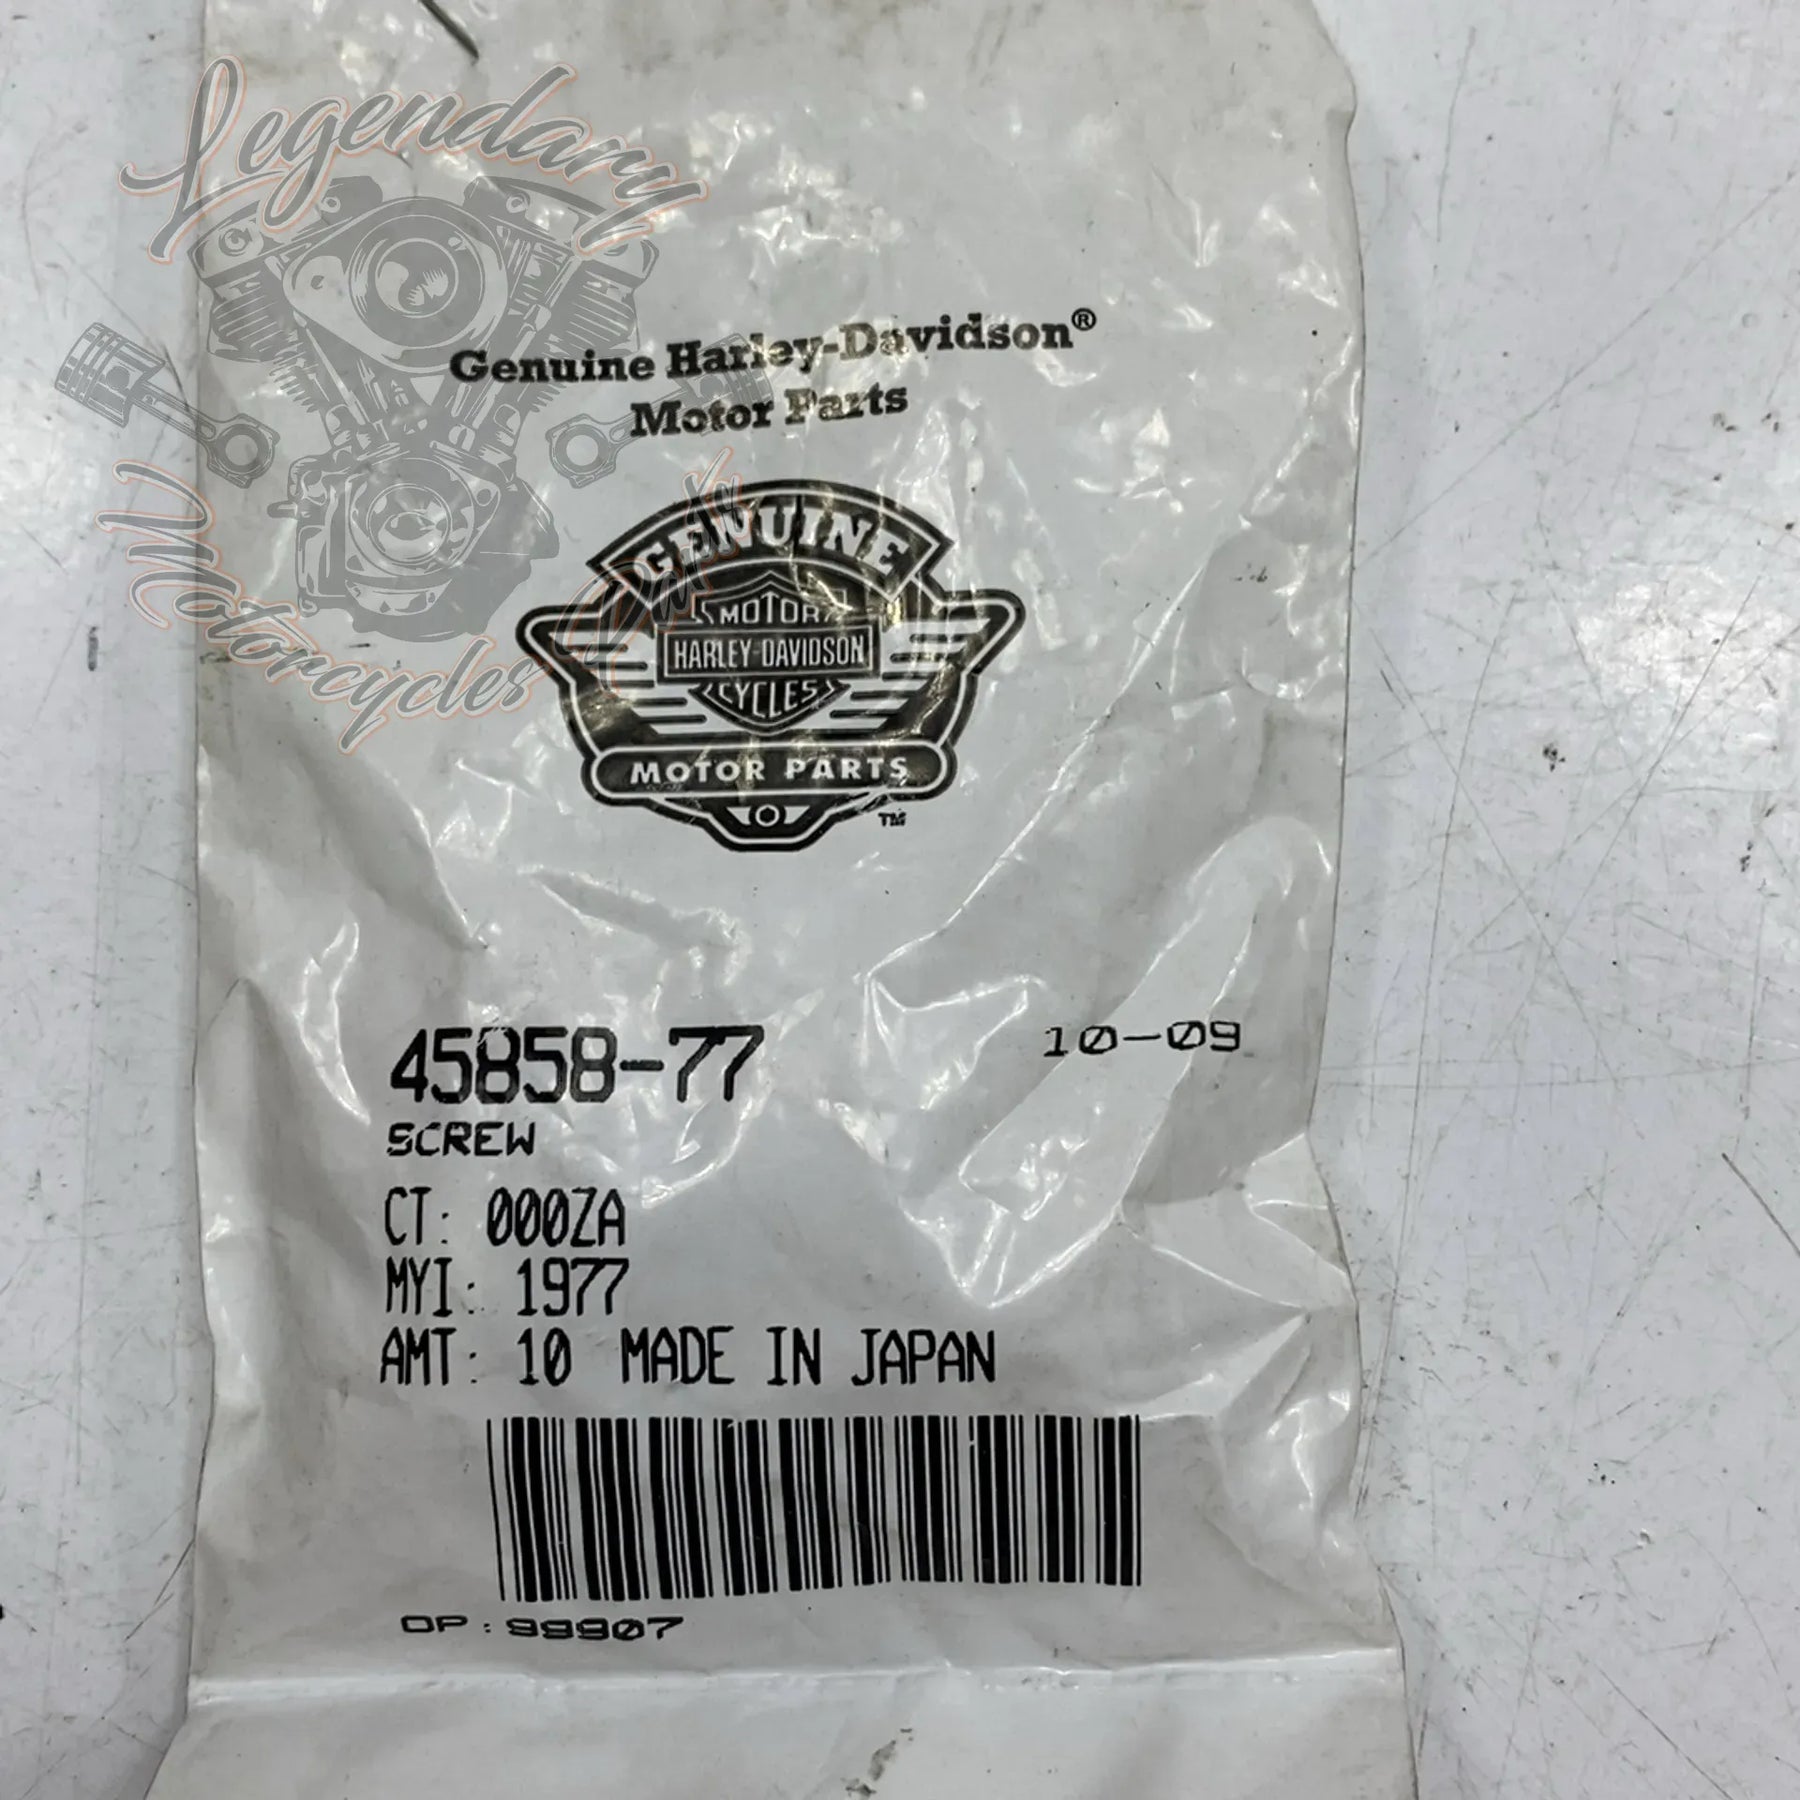 Legendary
Motorcycles Parts
Genuine Harley-Davidson®
Motor Parts
GENUINE
MOTOR
HARLEY-DAVIDSON
CYCLES
MOTOR PARTS
TM
45858-77 10-09
SCREW
CT: 000ZA
MYI: 1977
AMT: 10 MADE IN JAPAN
OP: 99907